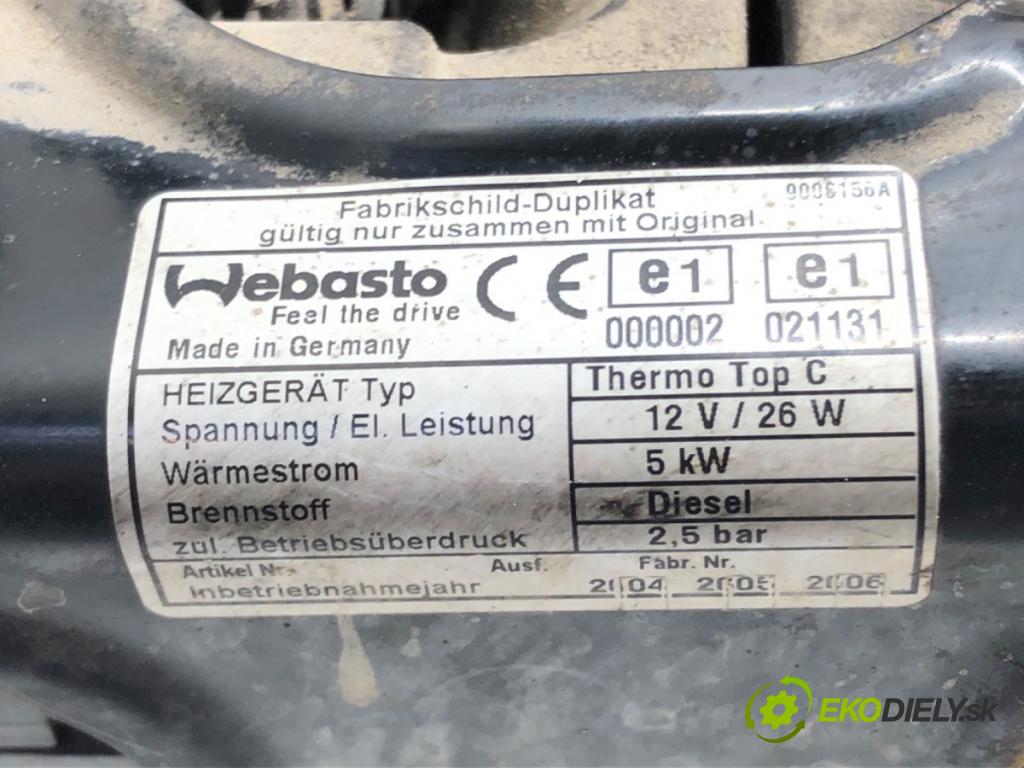 Fabrikschild-Duplikat 9006156A
gültig nur zusammen mit Original
Webasto CE e1 e1
Feel the drive 000002 021131
Made in Germany
HEIZGERÄT Typ Thermo Top C
Spannung / El. Leistung 12 V / 26 W
Wärmestrom 5 kW
Brennstoff Diesel
zul. Betriebsüberdruck 2,5 bar
Artikel Nr. Ausf. Fabr. Nr.
Inbetriebnahmejahr 2004 2005 2006
EKODIELY.sk